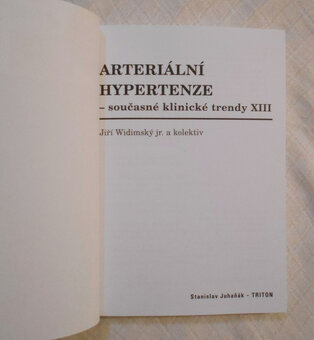 ARTERIÁLNÍ
HYPERTENZE
– současné klinické trendy XIII
Jiří Widimský jr. a kolektiv
Stanislav Juhaňák - TRITON